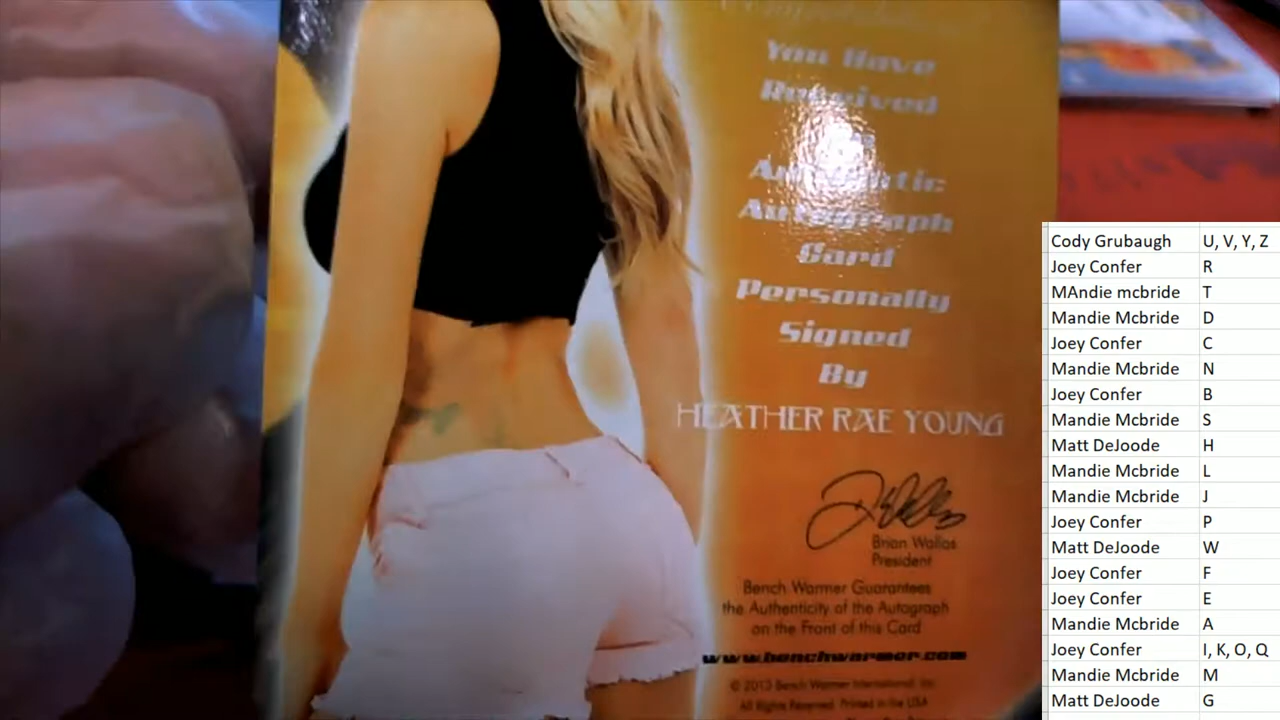 You Have
Received
Authentic
Autograph
Card
Personally
Signed
By
HEATHER RAE YOUNG
Brian Wallos
President
Bench Warmer Guarantees
the Authenticity of the Autograph
on the Front of this Card
www.benchwarmer.com
© 2013 Bench Warmer International, Inc.
All Rights Reserved. Printed in the USA
Cody Grubaugh U, V, Y, Z
Joey Confer R
MAndie mcbride T
Mandie Mcbride D
Joey Confer C
Mandie Mcbride N
Joey Confer B
Mandie Mcbride S
Matt DeJoode H
Mandie Mcbride L
Mandie Mcbride J
Joey Confer P
Matt DeJoode W
Joey Confer F
Joey Confer E
Mandie Mcbride A
Joey Confer I, K, O, Q
Mandie Mcbride M
Matt DeJoode G